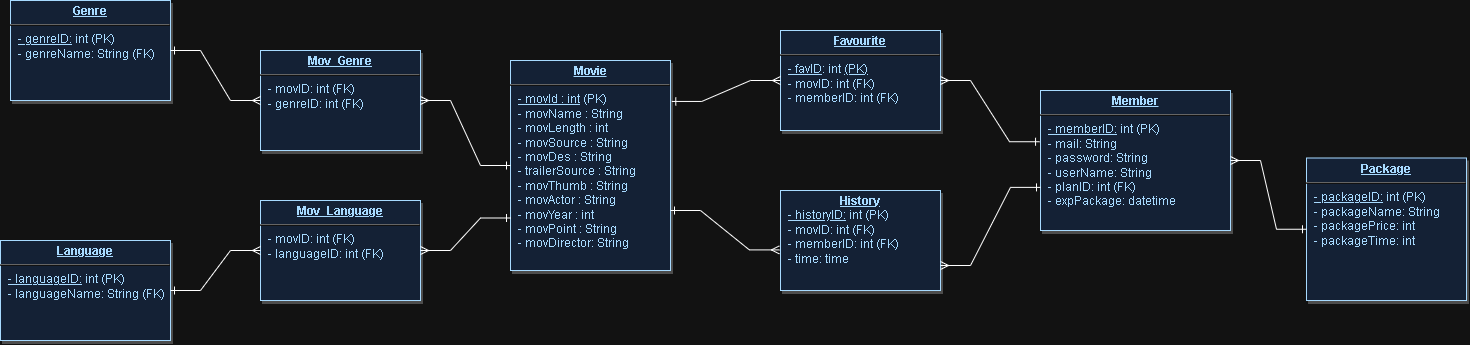 Genre
- genreID: int (PK)
- genreName: String (FK)
Mov_Genre
- movID: int (FK)
- genreID: int (FK)
Language
- languageID: int (PK)
- languageName: String (FK)
Mov_Language
- movID: int (FK)
- languageID: int (FK)
Movie
- movId : int (PK)
- movName : String
- movLength : int
- movSource : String
- movDes : String
- trailerSource : String
- movThumb : String
- movActor : String
- movYear : int
- movPoint : String
- movDirector: String
Favourite
- favID: int (PK)
- movID: int (FK)
- memberID: int (FK)
History
- historyID: int (PK)
- movID: int (FK)
- memberID: int (FK)
- time: time
Member
- memberID: int (PK)
- mail: String
- password: String
- userName: String
- planID: int (FK)
- expPackage: datetime
Package
- packageID: int (PK)
- packageName: String
- packagePrice: int
- packageTime: int